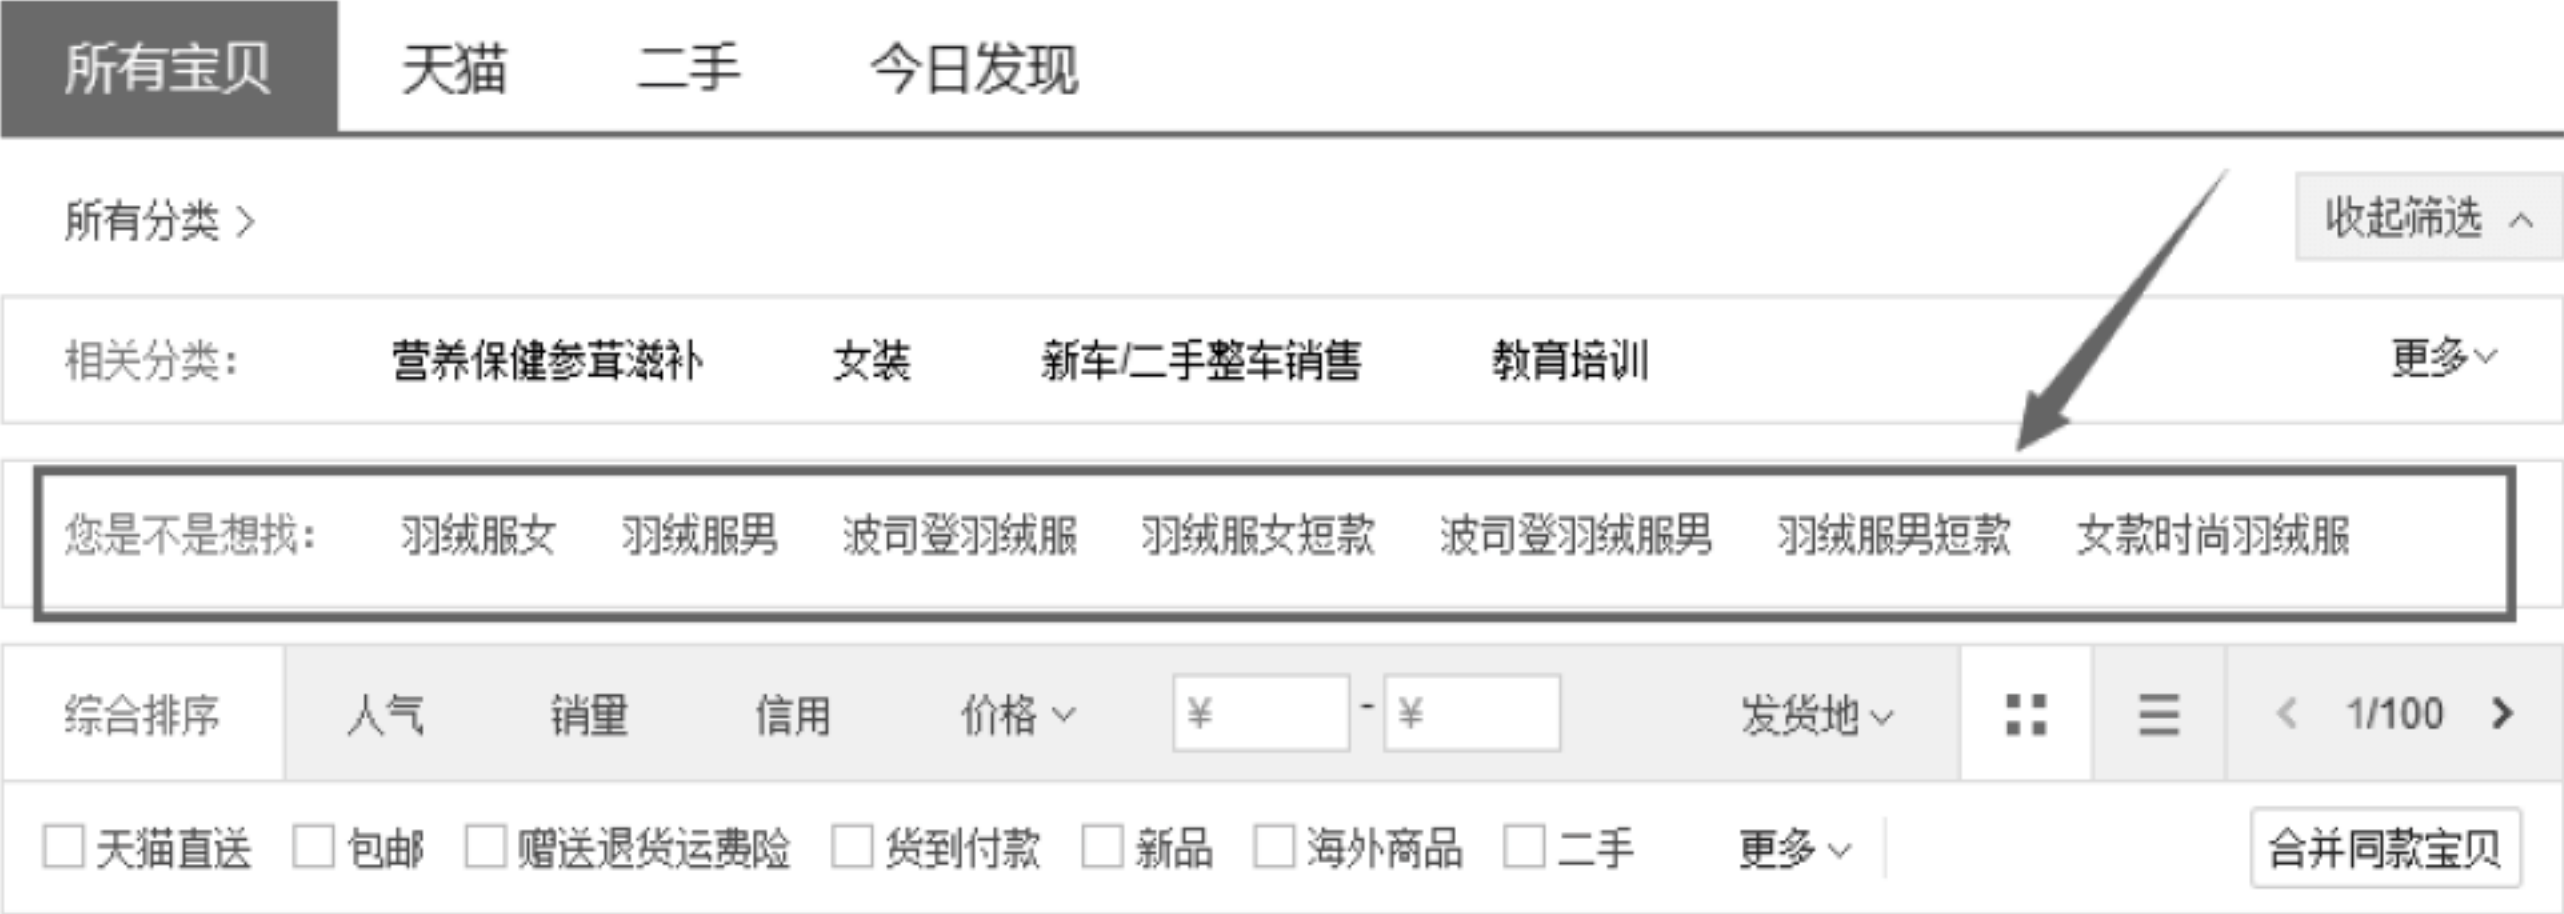 所有宝贝 天猫 二手 今日发现
所有分类 > 收起筛选
相关分类： 营养保健参茸滋补 女装 新车/二手整车销售 教育培训 更多
您是不是想找： 羽绒服女 羽绒服男 波司登羽绒服 羽绒服女短款 波司登羽绒服男 羽绒服男短款 女款时尚羽绒服
综合排序 人气 销量 信用 价格 ¥ - ¥ 发货地 < 1/100 >
天猫直送 包邮 赠送退货运费险 货到付款 新品 海外商品 二手 更多 合并同款宝贝